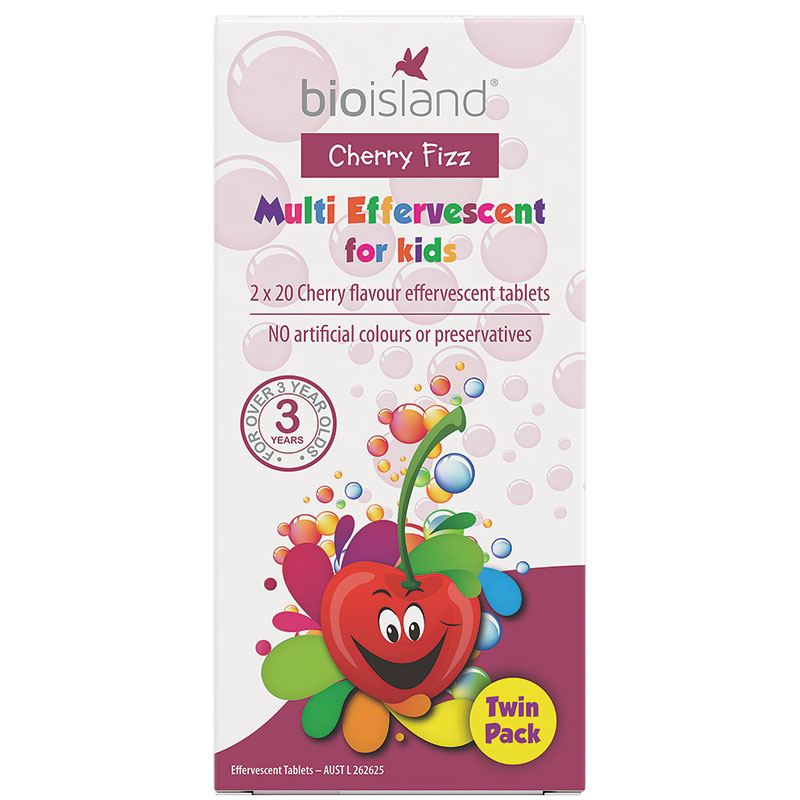 bioisland®
Cherry Fizz
Multi Effervescent
for kids
2 x 20 Cherry flavour effervescent tablets
NO artificial colours or preservatives
FOR OVER 3 YEAR OLDS
3
YEARS
Twin
Pack
Effervescent Tablets – AUST L 262625